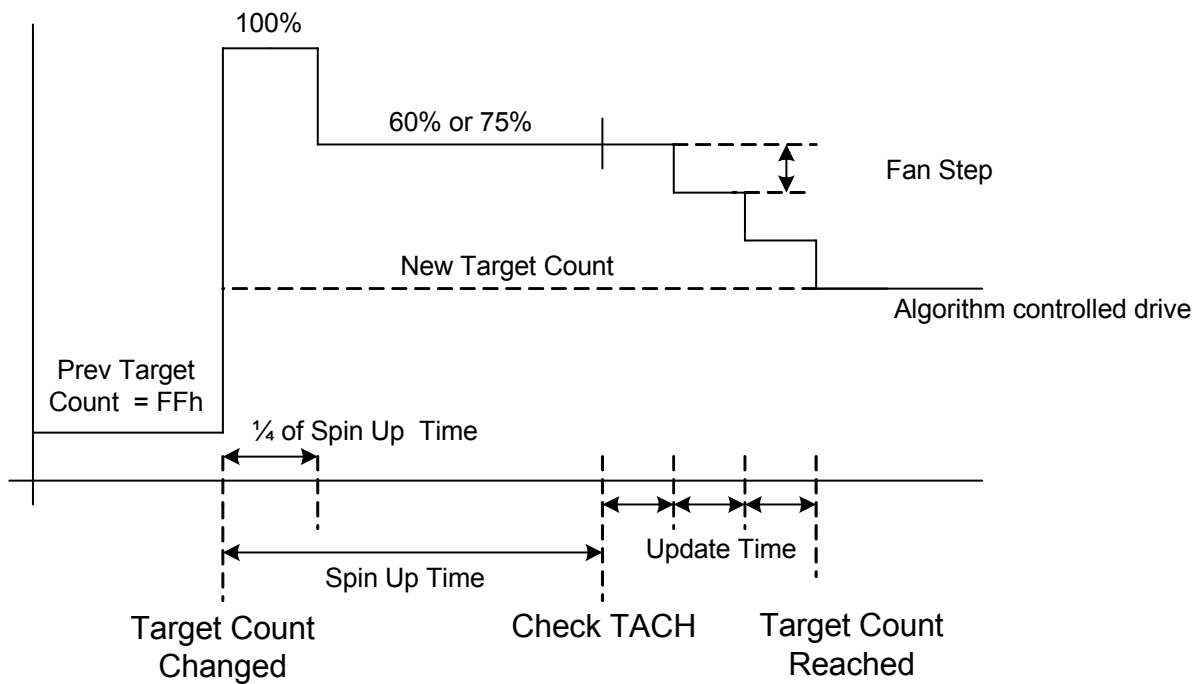 100%
60% or 75%
Fan Step
New Target Count
Algorithm controlled drive
Prev Target
Count = FFh
¼ of Spin Up Time
Update Time
Spin Up Time
Target Count
Changed
Check TACH
Target Count
Reached